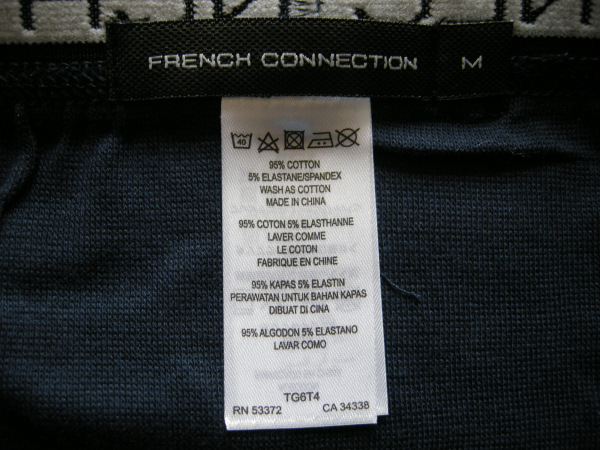 FRENCH CONNECTION M
40
95% COTTON
5% ELASTANE/SPANDEX
WASH AS COTTON
MADE IN CHINA
95% COTON 5% ELASTHANNE
LAVER COMME
LE COTON
FABRIQUE EN CHINE
95% KAPAS 5% ELASTIN
PERAWATAN UNTUK BAHAN KAPAS
DIBUAT DI CINA
95% ALGODON 5% ELASTANO
LAVAR COMO
TG6T4
RN 53372 CA 34338